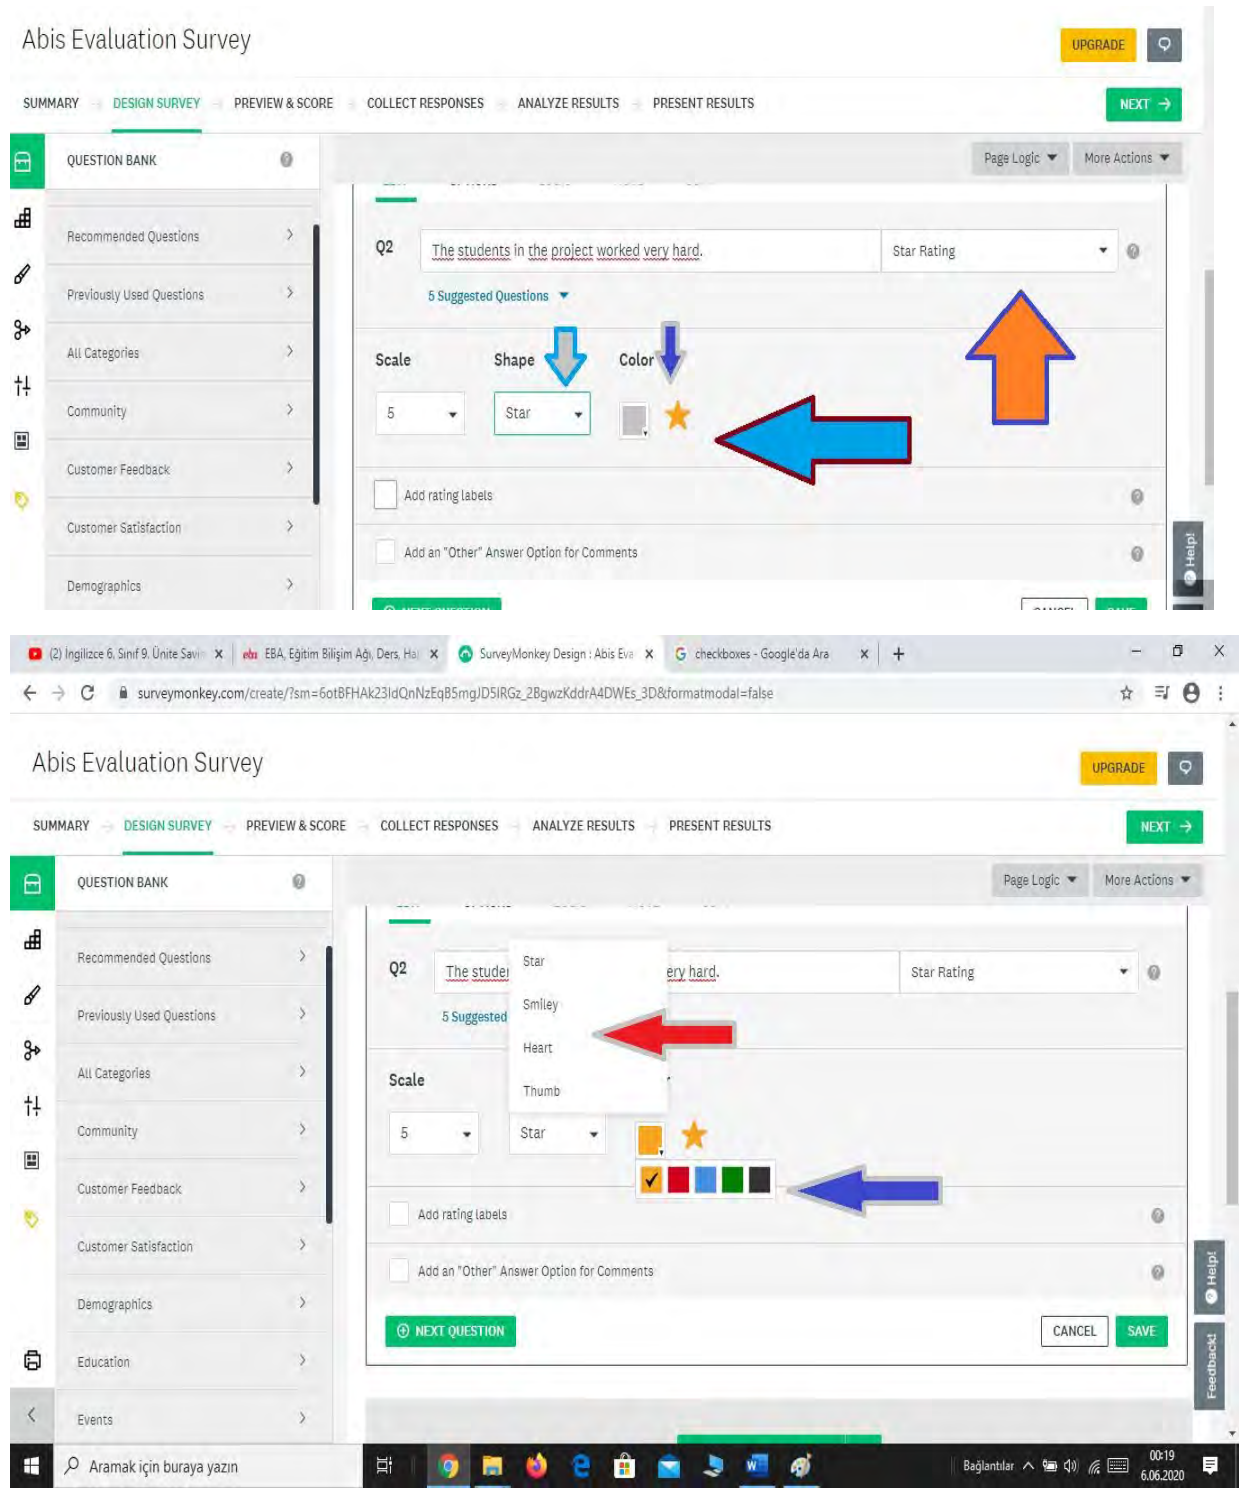 Abis Evaluation Survey
UPGRADE
SUMMARY DESIGN SURVEY PREVIEW & SCORE COLLECT RESPONSES ANALYZE RESULTS PRESENT RESULTS NEXT →
QUESTION BANK
Page Logic More Actions
Recommended Questions
Q2 The students in the project worked very hard. Star Rating
Previously Used Questions
5 Suggested Questions
All Categories
Scale Shape Color
Community
5 Star
Customer Feedback
Add rating labels
Customer Satisfaction
Add an "Other" Answer Option for Comments
Help!
Demographics
NEXT QUESTION CANCEL SAVE
(2) İngilizce 6. Sınıf 9. Ünite Savi
eba EBA, Eğitim Bilişim Ağı, Ders, Ha
SurveyMonkey Design : Abis Eva
checkboxes - Google'da Ara
surveymonkey.com/create/?sm=6otBFHAk23IdQnNzEqB5mgJD5IRGz_2BgwzKddrA4DWEs_3D&formatmodal=false
Abis Evaluation Survey
UPGRADE
SUMMARY DESIGN SURVEY PREVIEW & SCORE COLLECT RESPONSES ANALYZE RESULTS PRESENT RESULTS NEXT →
QUESTION BANK
Page Logic More Actions
Recommended Questions
Q2 The studer ery hard. Star Rating
Star
Smiley
Heart
Thumb
Previously Used Questions
5 Suggested
All Categories
Scale
Community
5 Star
Customer Feedback
Add rating labels
Customer Satisfaction
Add an "Other" Answer Option for Comments
Help!
Demographics
NEXT QUESTION CANCEL SAVE
Education
Feedback!
Events
Aramak için buraya yazın
Bağlantılar
00:19
6.06.2020